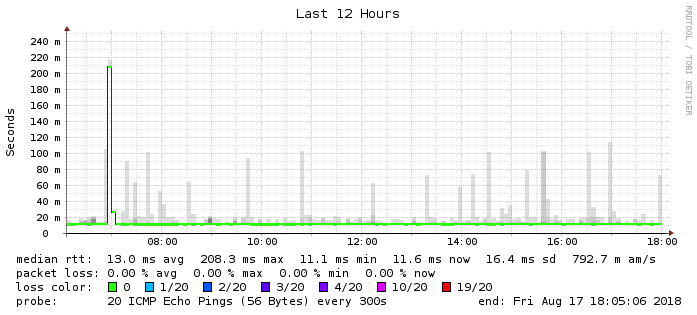 Last 12 Hours
RRDTOOL / TOBI OETIKER
Seconds
240 m
220 m
200 m
180 m
160 m
140 m
120 m
100 m
80 m
60 m
40 m
20 m
0
08:00 10:00 12:00 14:00 16:00 18:00
median rtt: 13.0 ms avg 208.3 ms max 11.1 ms min 11.6 ms now 16.4 ms sd 792.7 m am/s
packet loss: 0.00 % avg 0.00 % max 0.00 % min 0.00 % now
loss color: 0 1/20 2/20 3/20 4/20 10/20 19/20
probe: 20 ICMP Echo Pings (56 Bytes) every 300s end: Fri Aug 17 18:05:06 2018